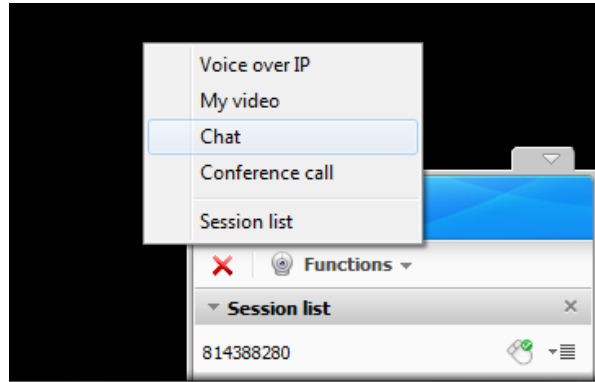 Voice over IP
My video
Chat
Conference call
Session list
Functions
Session list
814388280